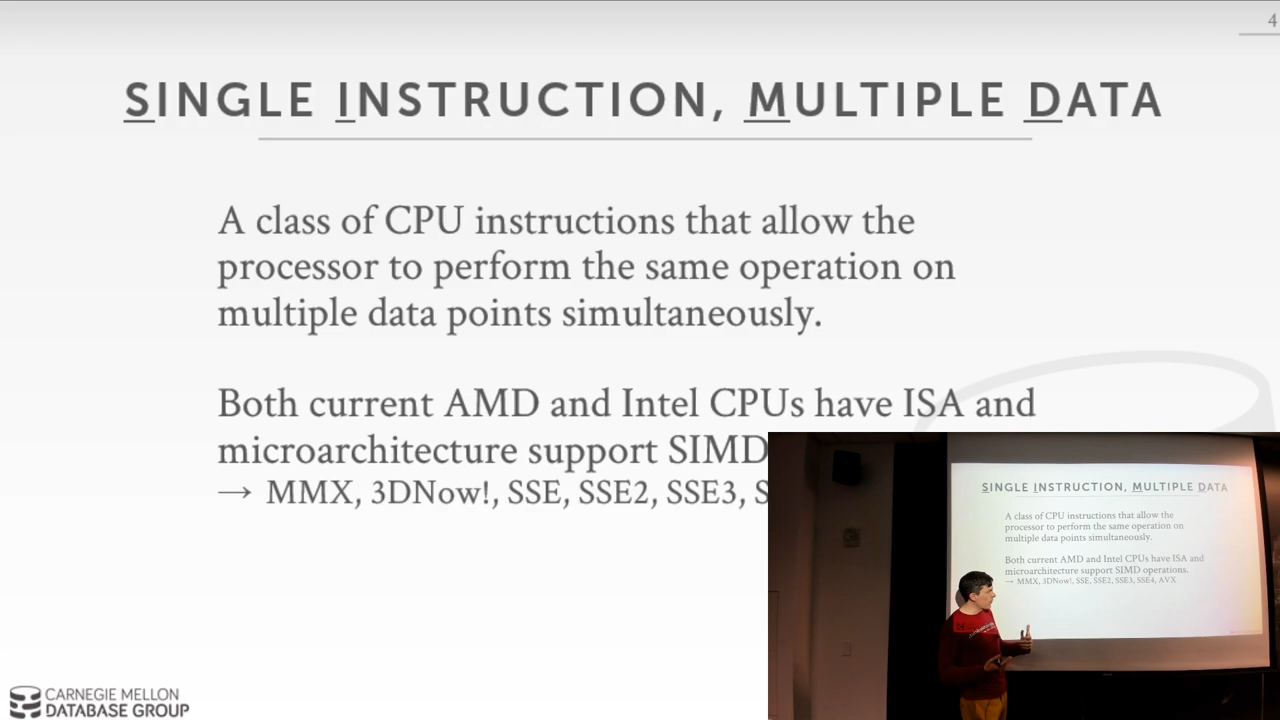 4
SINGLE INSTRUCTION, MULTIPLE DATA
A class of CPU instructions that allow the
processor to perform the same operation on
multiple data points simultaneously.
Both current AMD and Intel CPUs have ISA and
microarchitecture support SIMD
→ MMX, 3DNow!, SSE, SSE2, SSE3, S
SINGLE INSTRUCTION, MULTIPLE DATA
A class of CPU instructions that allow the
processor to perform the same operation on
multiple data points simultaneously.
Both current AMD and Intel CPUs have ISA and
microarchitecture support SIMD operations.
→ MMX, 3DNow!, SSE, SSE2, SSE3, SSE4, AVX
CARNEGIE MELLON
DATABASE GROUP